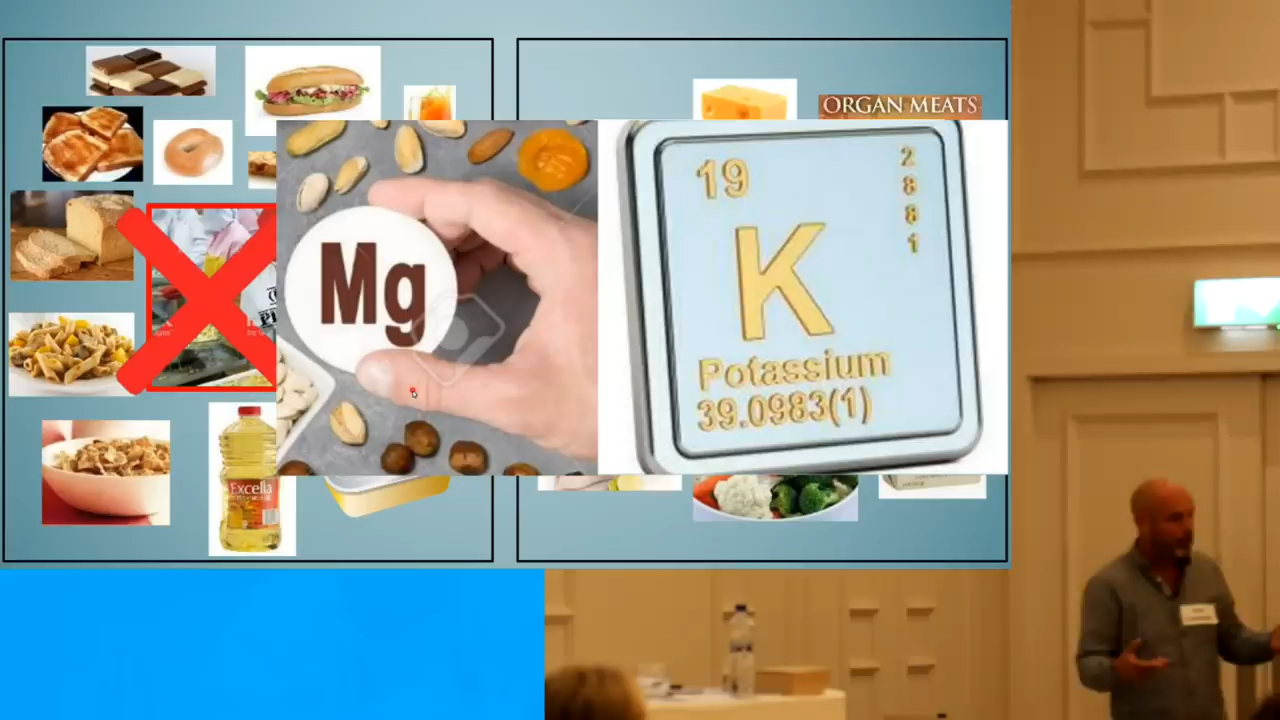 ORGAN MEATS
Mg
19
2
8
8
1
K
Potassium
39.0983(1)
Excella